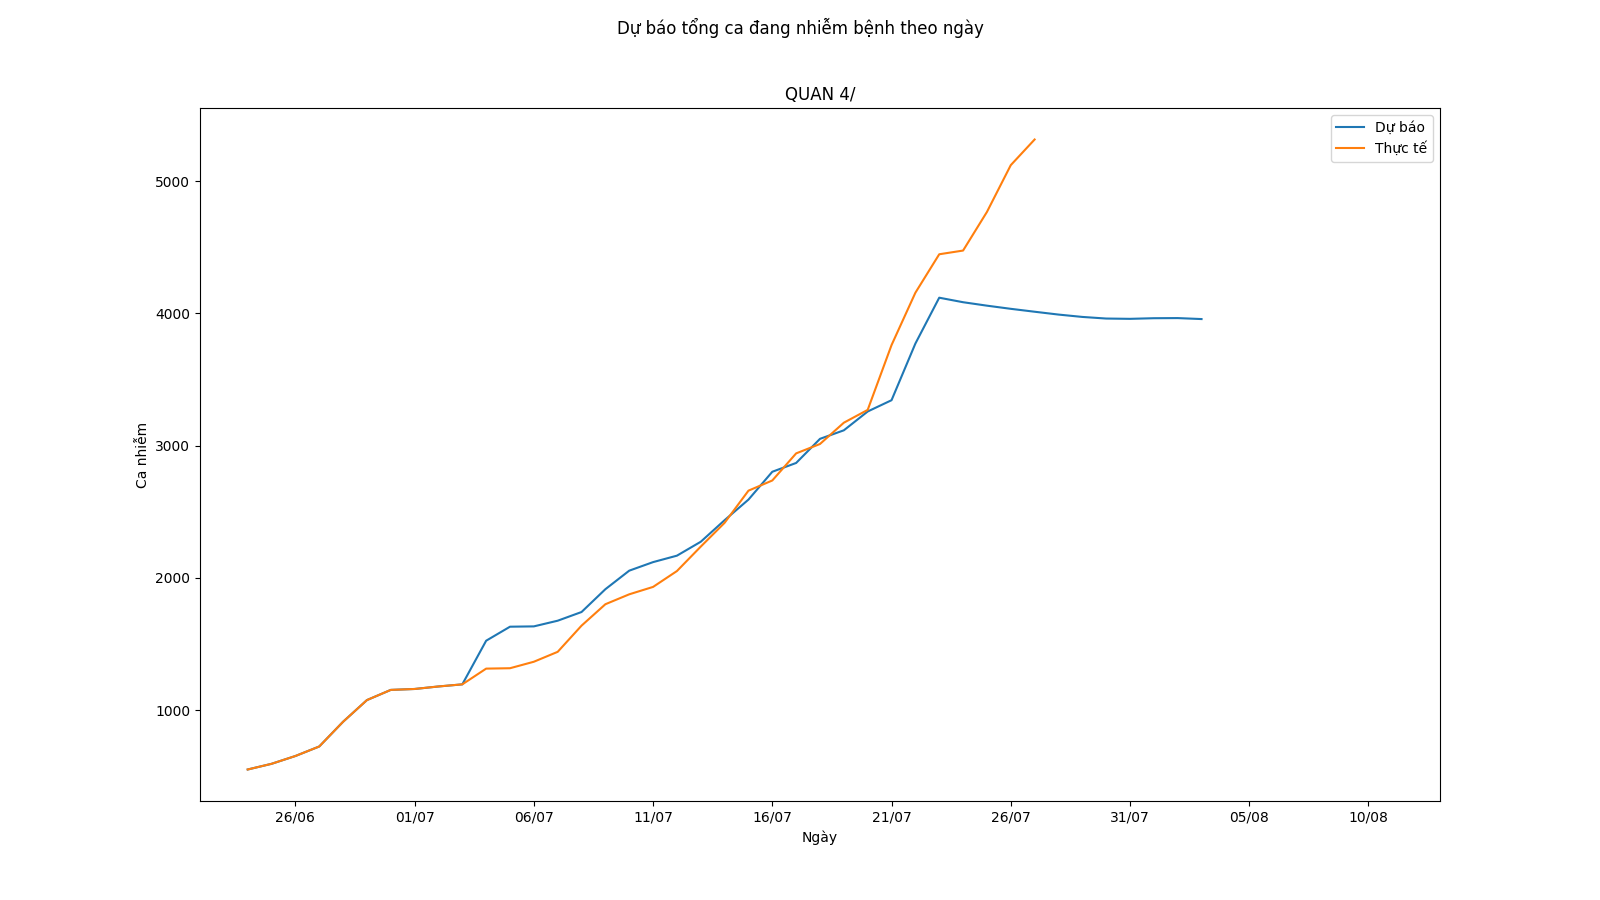 Dự báo tổng ca đang nhiễm bệnh theo ngày
QUAN 4/
Dự báo
Thực tế
5000
4000
3000
2000
1000
Ca nhiễm
26/06
01/07
06/07
11/07
16/07
21/07
26/07
31/07
05/08
10/08
Ngày